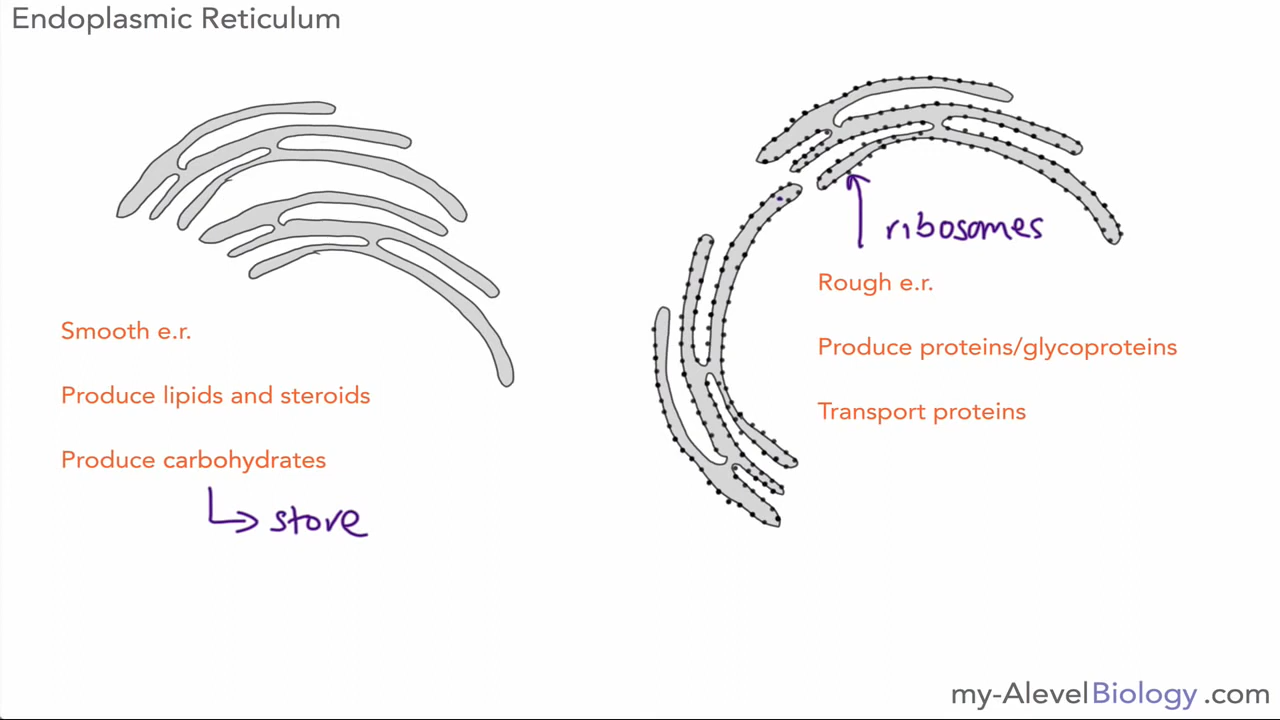 Endoplasmic Reticulum
Smooth e.r.
Produce lipids and steroids
Produce carbohydrates
store
ribosomes
Rough e.r.
Produce proteins/glycoproteins
Transport proteins
my-AlevelBiology.com